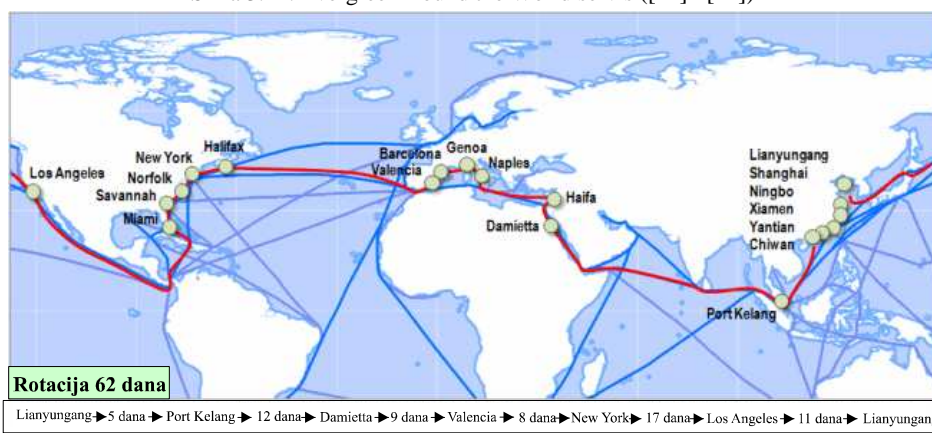 Halifax
New York
Norfolk
Savannah
Miami
Los Angeles
Genoa
Barcelona
Valencia
Naples
Haifa
Damietta
Lianyungang
Shanghai
Ningbo
Xiamen
Yantian
Chiwan
Port Kelang
Rotacija 62 dana
Lianyungang 5 dana Port Kelang 12 dana Damietta 9 dana Valencia 8 dana New York 17 dana Los Angeles 11 dana Lianyungan